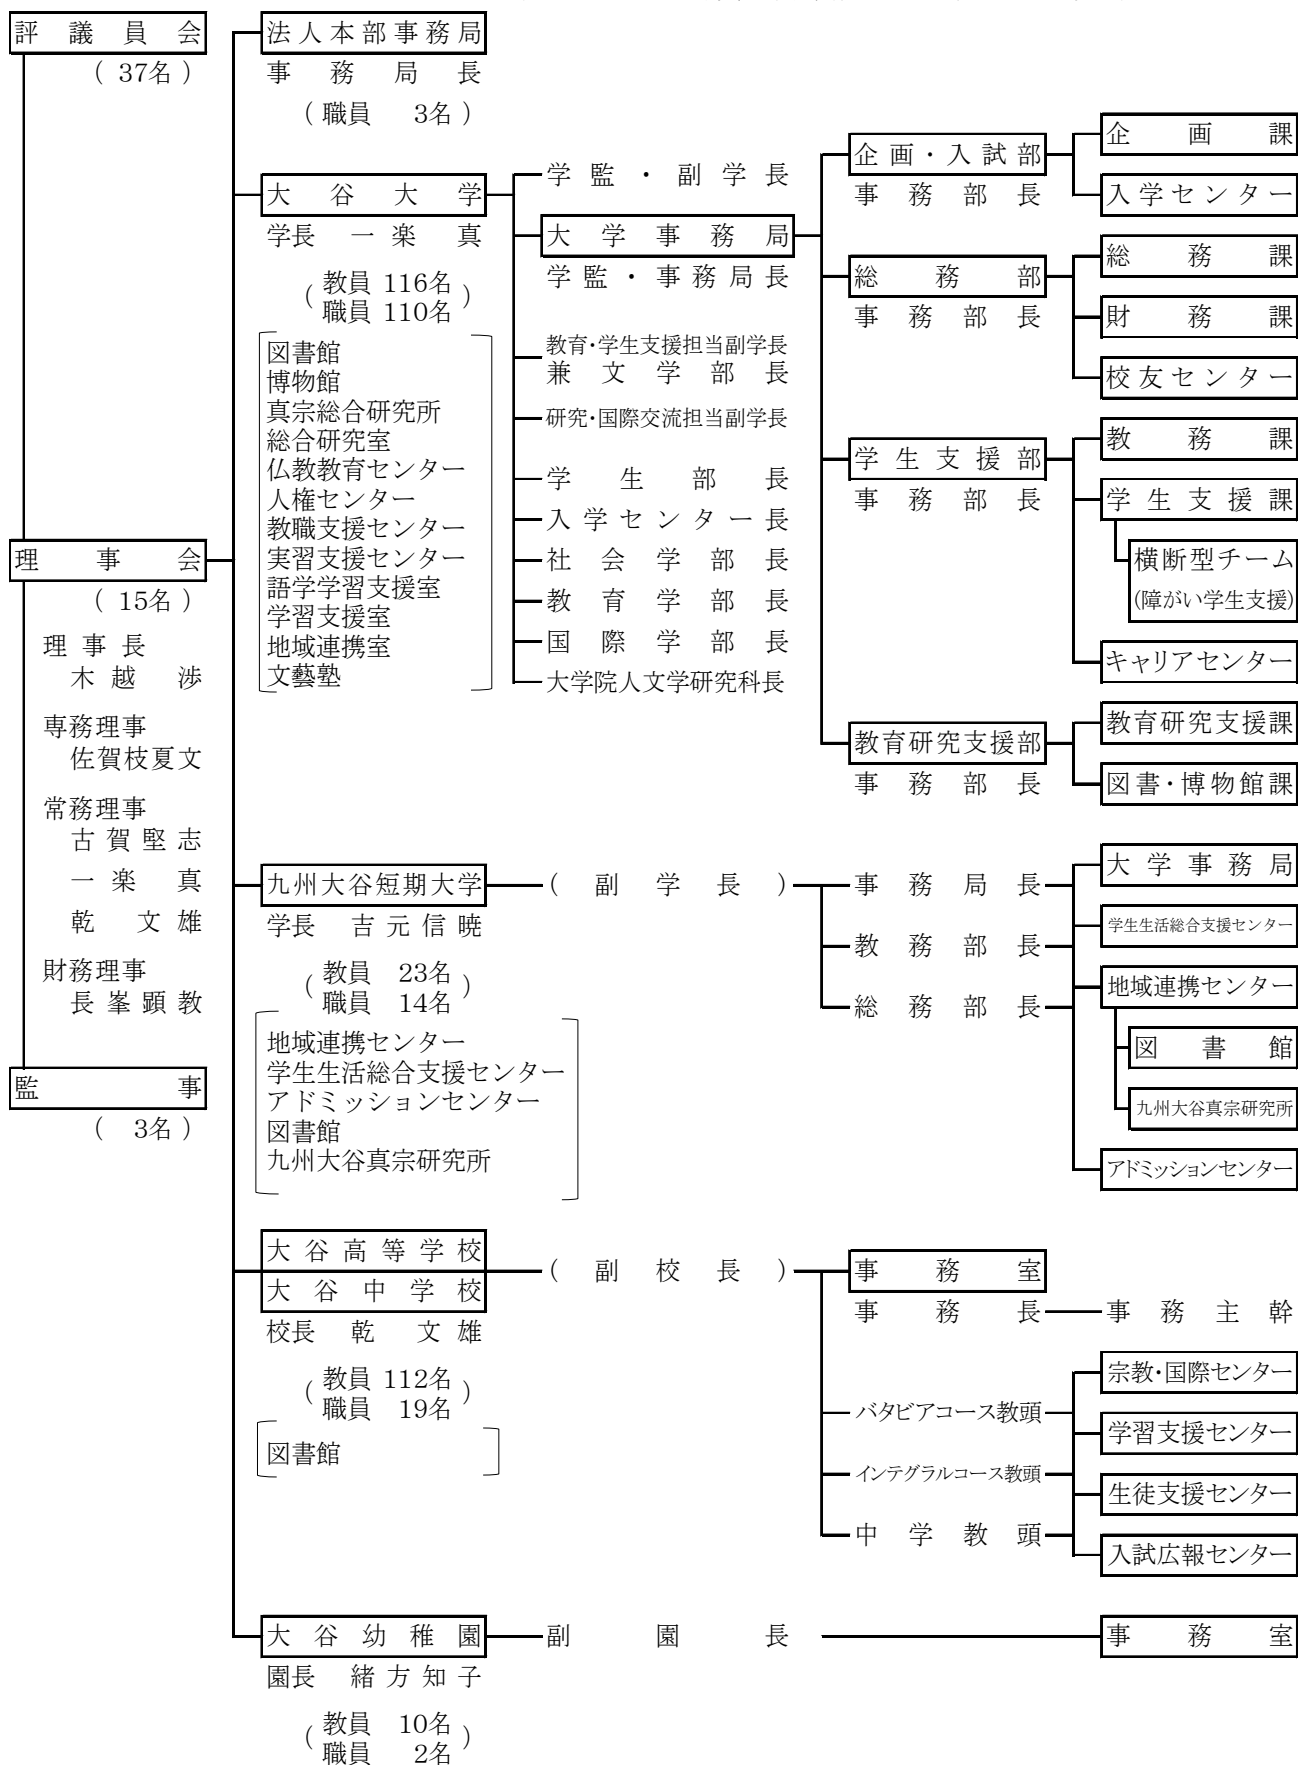 評議員会
( 37名 )
理事会
( 15名 )
理事長
木越 渉
専務理事
佐賀枝夏文
常務理事
古賀堅志
一楽 真
乾 文雄
財務理事
長峯顕教
監事
( 3名 )
法人本部事務局
事務局長
( 職員 3名 )
大谷大学
学長 一楽 真
( 教員 116名
職員 110名 )
図書館
博物館
真宗総合研究所
総合研究室
仏教教育センター
人権センター
教職支援センター
実習支援センター
語学学習支援室
学習支援室
地域連携室
文藝塾
学監・副学長
大学事務局
学監・事務局長
教育・学生支援担当副学長
兼文学部長
研究・国際交流担当副学長
学生部長
入学センター長
社会学部長
教育学部長
国際学部長
大学院人文学研究科長
企画・入試部
事務部長
企画課
入学センター
総務部
事務部長
総務課
財務課
校友センター
学生支援部
事務部長
教務課
学生支援課
横断型チーム
(障がい学生支援)
キャリアセンター
教育研究支援部
事務部長
教育研究支援課
図書・博物館課
九州大谷短期大学
学長 吉元信暁
( 教員 23名
職員 14名 )
地域連携センター
学生生活総合支援センター
アドミッションセンター
図書館
九州大谷真宗研究所
( 副学長 )
事務局長
教務部長
総務部長
大学事務局
学生生活総合支援センター
地域連携センター
図書館
九州大谷真宗研究所
アドミッションセンター
大谷高等学校
大谷中学校
校長 乾 文雄
( 教員 112名
職員 19名 )
図書館
( 副校長 )
事務室
事務長
事務主幹
バタビアコース教頭
インテグラルコース教頭
中学教頭
宗教・国際センター
学習支援センター
生徒支援センター
入試広報センター
大谷幼稚園
園長 緒方知子
( 教員 10名
職員 2名 )
副園長
事務室